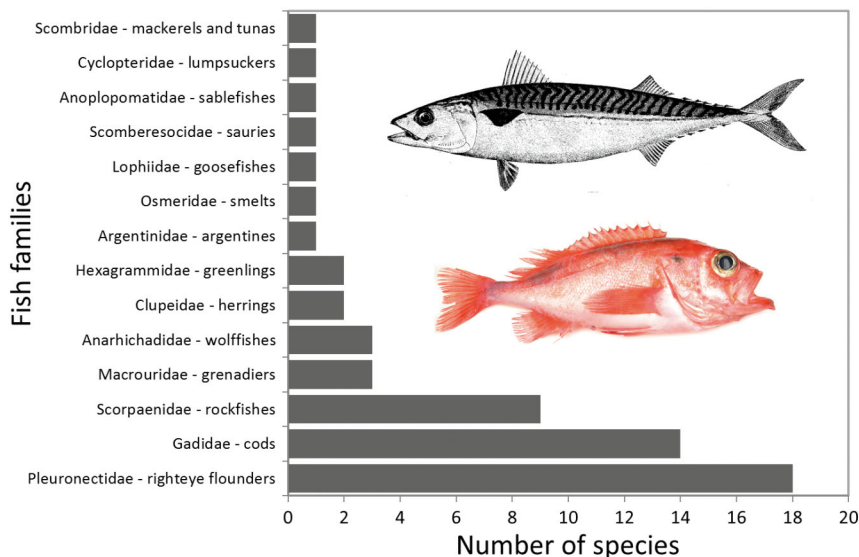 Fish families
Scombridae - mackerels and tunas
Cyclopteridae - lumpsuckers
Anoplopomatidae - sablefishes
Scomberesocidae - sauries
Lophiidae - goosefishes
Osmeridae - smelts
Argentinidae - argentines
Hexagrammidae - greenlings
Clupeidae - herrings
Anarhichadidae - wolffishes
Macrouridae - grenadiers
Scorpaenidae - rockfishes
Gadidae - cods
Pleuronectidae - righteye flounders
0 2 4 6 8 10 12 14 16 18 20
Number of species